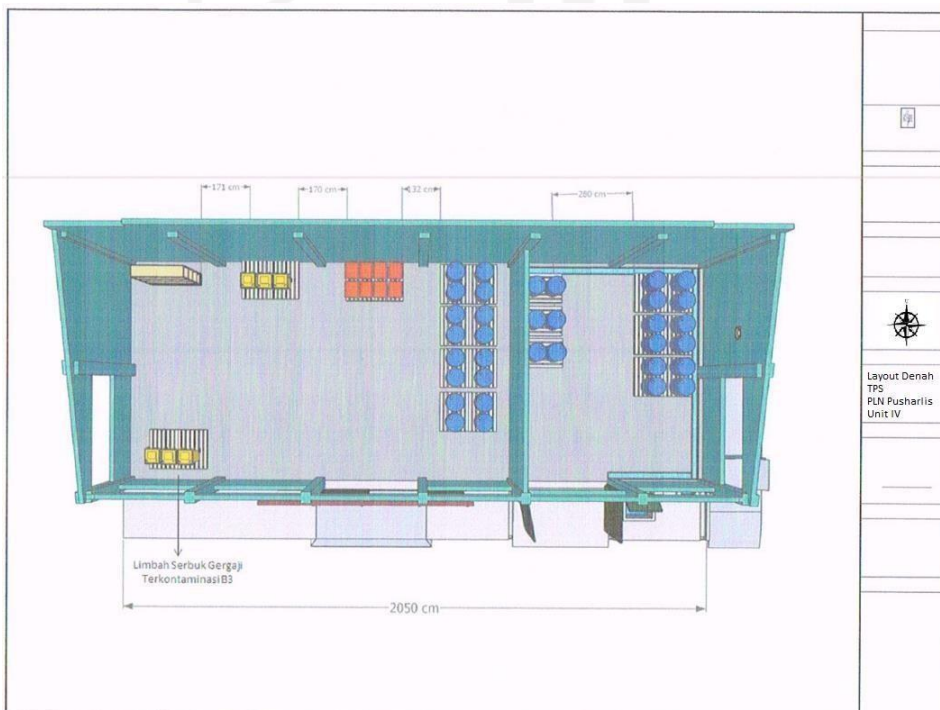 171 cm
170 cm
132 cm
280 cm
Layout Denah
TPS
PLN Pusharlis
Unit IV
Limbah Serbuk Gergaji
Terkontaminasi B3
2050 cm